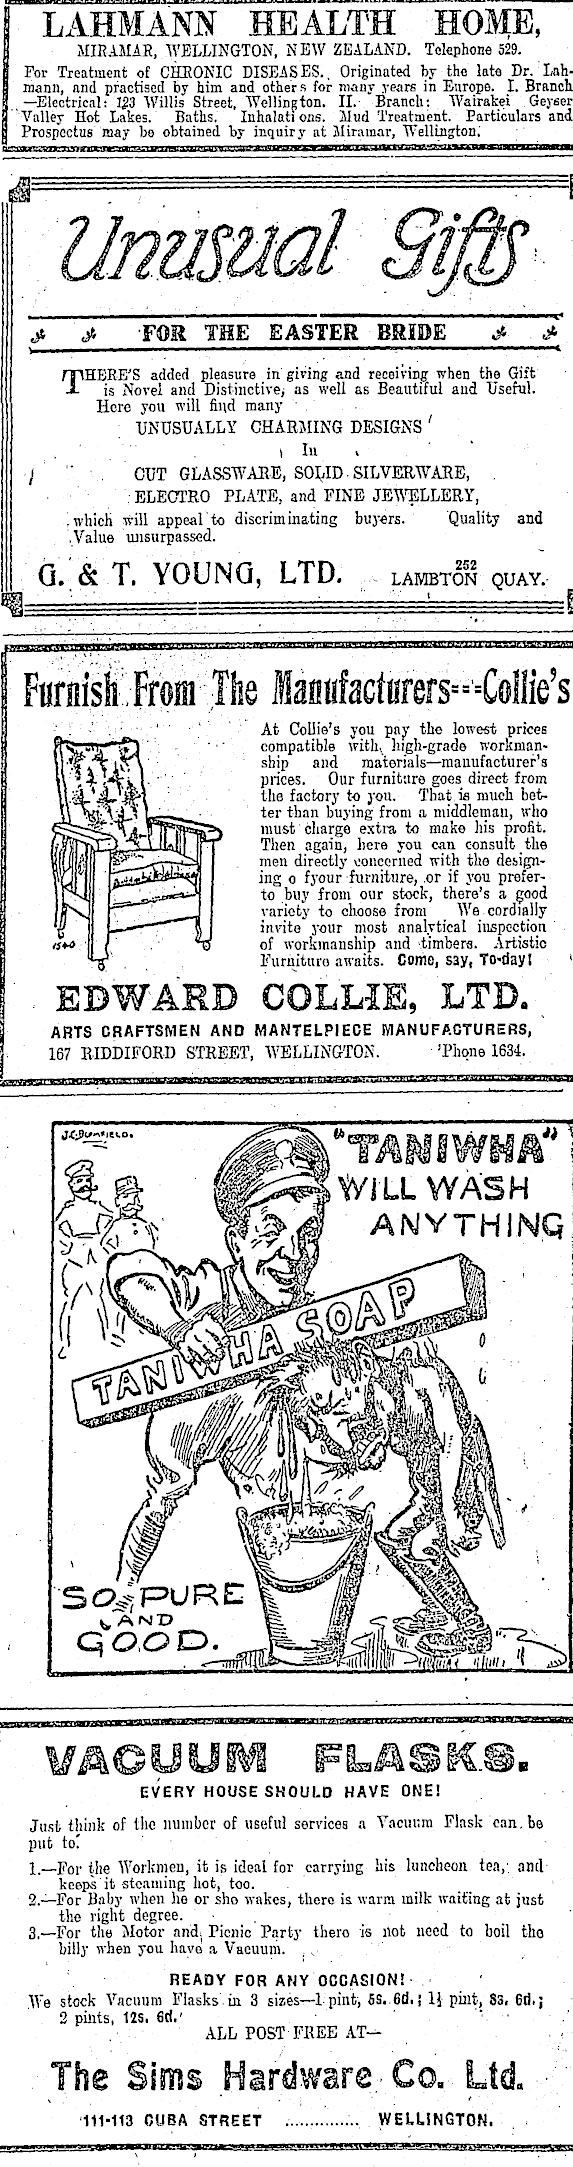 LAHMANN HEALTH HOME,
MIRAMAR, WELLINGTON, NEW ZEALAND. Telephone 529.
For Treatment of CHRONIC DISEASES. Originated by the late Dr. Lah-
mann, and practised by him and others for many years in Europe. I. Branch
—Electrical: 123 Willis Street, Wellington. II. Branch: Wairakei Geyser
Valley Hot Lakes. Baths. Inhalations. Mud Treatment. Particulars and
Prospectus may be obtained by inquiry at Miramar, Wellington.
Unusual Gifts
FOR THE EASTER BRIDE
THERE'S added pleasure in giving and receiving when the Gift
is Novel and Distinctive, as well as Beautiful and Useful.
Here you will find many
UNUSUALLY CHARMING DESIGNS
In
CUT GLASSWARE, SOLID SILVERWARE,
ELECTRO PLATE, and FINE JEWELLERY,
which will appeal to discriminating buyers. Quality and
Value unsurpassed.
G. & T. YOUNG, LTD. 252 LAMBTON QUAY.
Furnish From The Manufacturers---Collie's
At Collie's you pay the lowest prices
compatible with high-grade workman-
ship and materials—manufacturer's
prices. Our furniture goes direct from
the factory to you. That is much bet-
ter than buying from a middleman, who
must charge extra to make his profit.
Then again, here you can consult the
men directly concerned with the design-
ing o fyour furniture, or if you prefer
to buy from our stock, there's a good
variety to choose from We cordially
invite your most analytical inspection
of workmanship and timbers. Artistic
Furniture awaits. Come, say, To-day!
1540
EDWARD COLLIE, LTD.
ARTS CRAFTSMEN AND MANTELPIECE MANUFACTURERS,
167 RIDDIFORD STREET, WELLINGTON. 'Phone 1634.
J.C. BLOMFIELD.
"TANIWHA"
WILL WASH
ANYTHING
TANIWHA SOAP
SO PURE
AND
GOOD.
VACUUM FLASKS.
EVERY HOUSE SHOULD HAVE ONE!
Just think of the number of useful services a Vacuum Flask can be
put to.
1.—For the Workmen, it is ideal for carrying his luncheon tea, and
keeps it steaming hot, too.
2.—For Baby when he or she wakes, there is warm milk waiting at just
the right degree.
3.—For the Motor and Picnic Party there is not need to boil the
billy when you have a Vacuum.
READY FOR ANY OCCASION!
We stock Vacuum Flasks in 3 sizes—1 pint, 5s. 6d.; 1½ pint, 8s. 6d.;
2 pints, 12s. 6d.
ALL POST FREE AT—
The Sims Hardware Co. Ltd.
111-113 CUBA STREET .............. WELLINGTON.